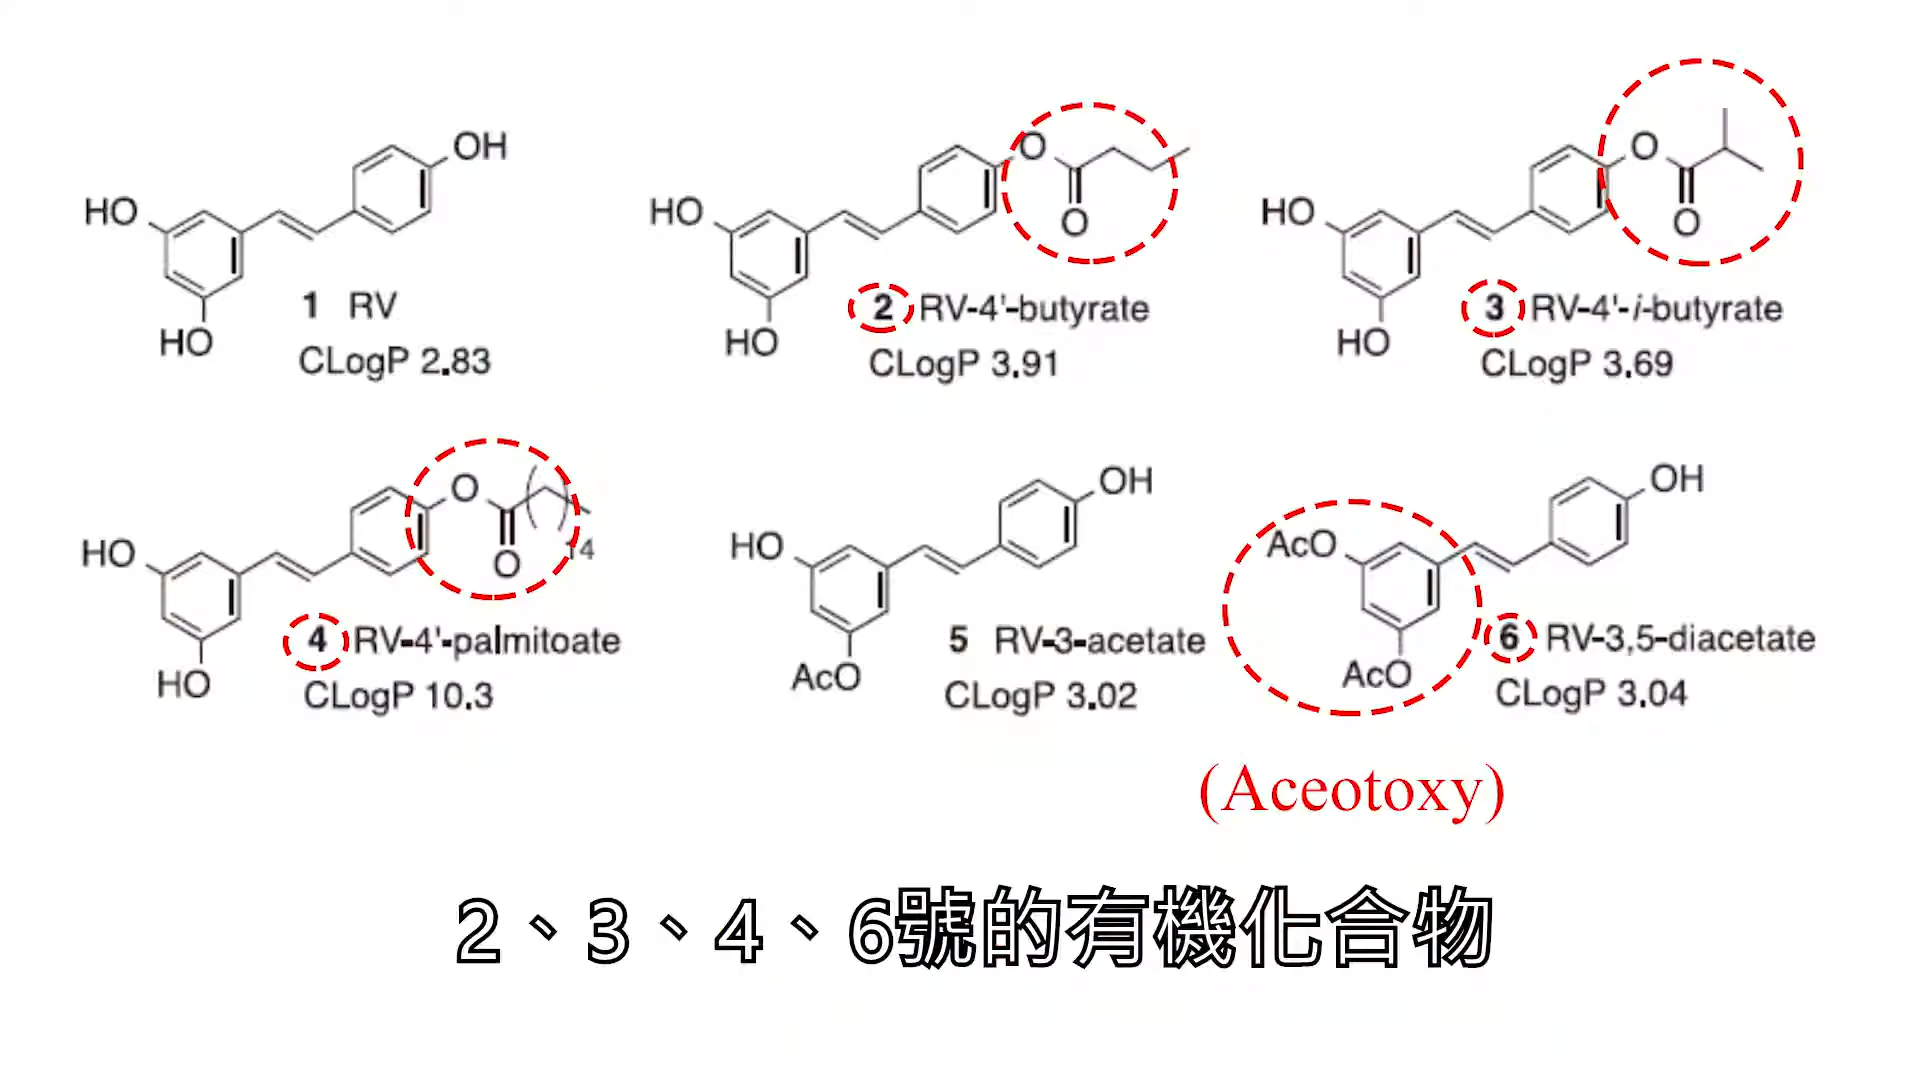 OH
HO
HO
1 RV
CLogP 2.83
O
O
HO
HO
2 RV-4'-butyrate
CLogP 3.91
O
O
HO
HO
3 RV-4'-i-butyrate
CLogP 3.69
O
O
14
HO
HO
4 RV-4'-palmitoate
CLogP 10.3
OH
HO
AcO
5 RV-3-acetate
CLogP 3.02
OH
AcO
AcO
6 RV-3,5-diacetate
CLogP 3.04
(Aceotoxy)
2、3、4、6號的有機化合物